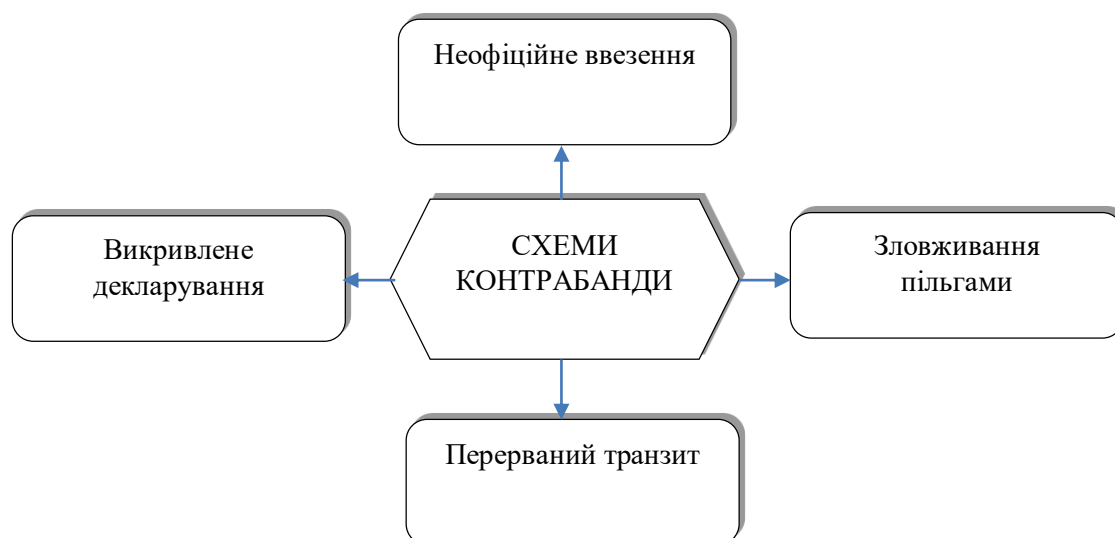 Неофіційне ввезення
Викривлене
декларування
СХЕМИ
КОНТРАБАНДИ
Зловживання
пільгами
Перерваний транзит